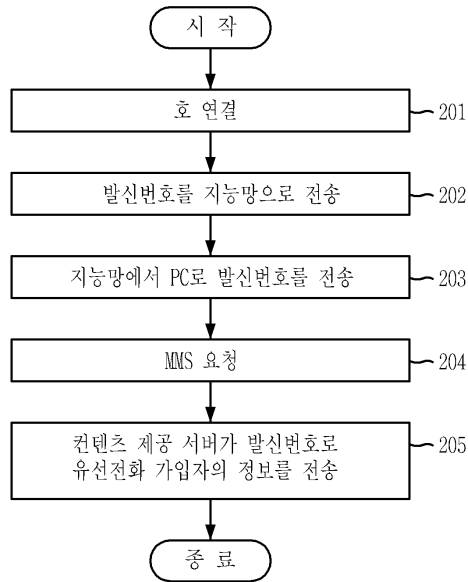 시 작
호 연결
201
발신번호를 지능망으로 전송
202
지능망에서 PC로 발신번호를 전송
203
MMS 요청
204
컨텐츠 제공 서버가 발신번호로
유선전화 가입자의 정보를 전송
205
종 료